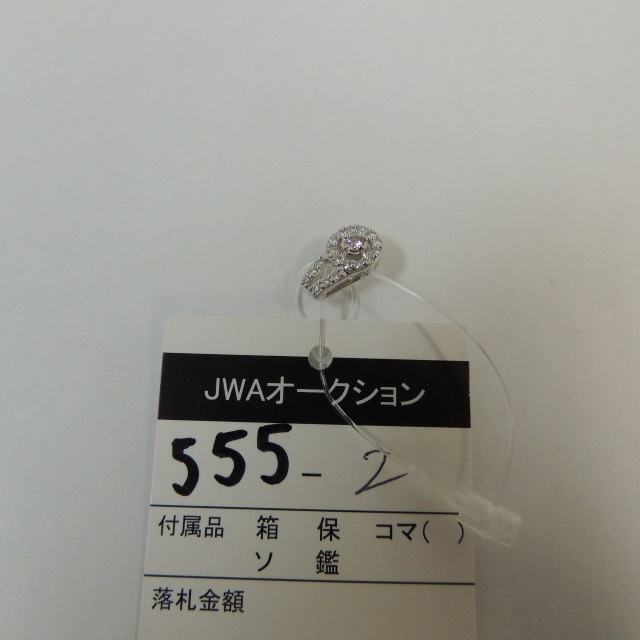 JWAオークション
555-2
付属品 箱 保 コマ( )
ソ 鑑
落札金額